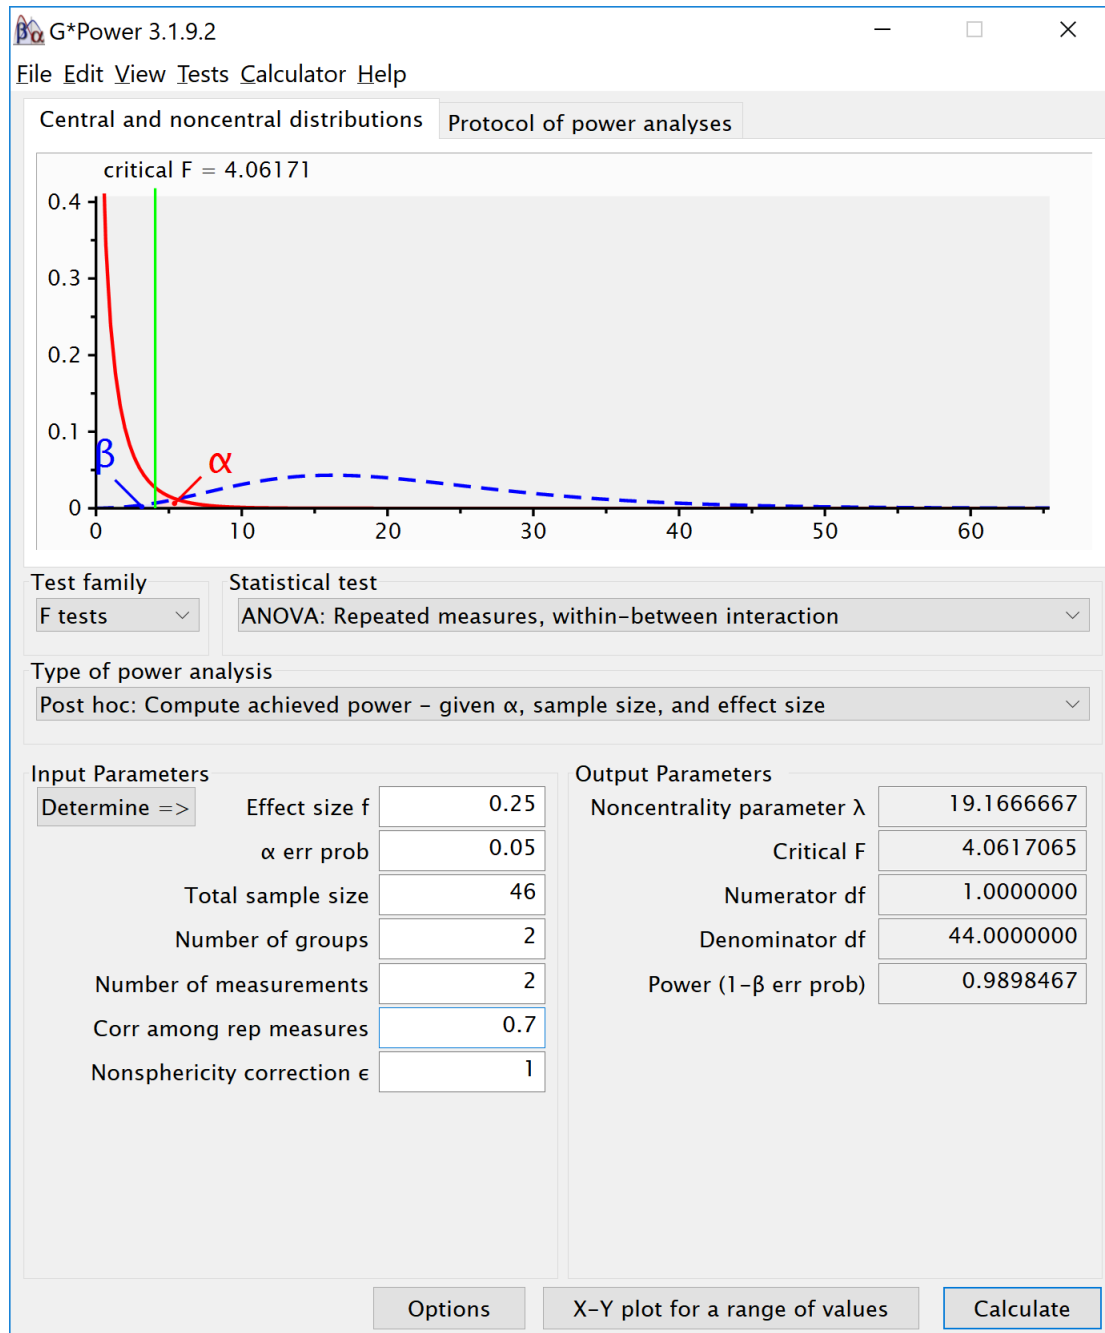 G*Power 3.1.9.2
File Edit View Tests Calculator Help
Central and noncentral distributions Protocol of power analyses
critical F = 4.06171
0.4
0.3
0.2
0.1
0
β
α
0 10 20 30 40 50 60
Test family Statistical test
F tests ANOVA: Repeated measures, within-between interaction
Type of power analysis
Post hoc: Compute achieved power - given α, sample size, and effect size
Input Parameters Output Parameters
Determine => Effect size f 0.25 Noncentrality parameter λ 19.1666667
α err prob 0.05 Critical F 4.0617065
Total sample size 46 Numerator df 1.0000000
Number of groups 2 Denominator df 44.0000000
Number of measurements 2 Power (1-β err prob) 0.9898467
Corr among rep measures 0.7
Nonsphericity correction ϵ 1
Options X-Y plot for a range of values Calculate